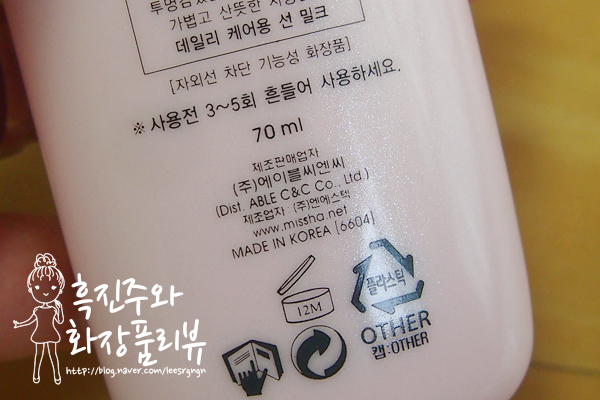 가볍고 산뜻한
데일리 케어용 선 밀크
[자외선 차단 기능성 화장품]
※ 사용전 3~5회 흔들어 사용하세요.
70 ml
제조판매업자
(주)에이블씨엔씨
(Dist. ABLE C&C Co., Ltd.)
제조업자 : (주)엔에스텍
www.missha.net
MADE IN KOREA [6604]
12M
플라스틱
OTHER
캡:OTHER
흑진주와
화장품리뷰
http://blog.naver.com/leesrgngn